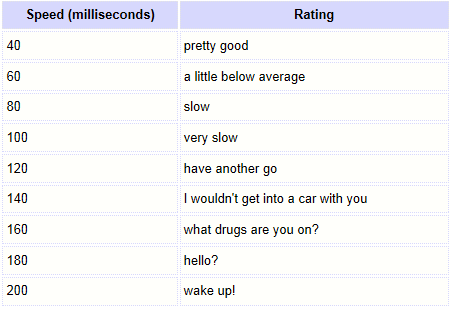 Speed (milliseconds) Rating
40 pretty good
60 a little below average
80 slow
100 very slow
120 have another go
140 I wouldn't get into a car with you
160 what drugs are you on?
180 hello?
200 wake up!